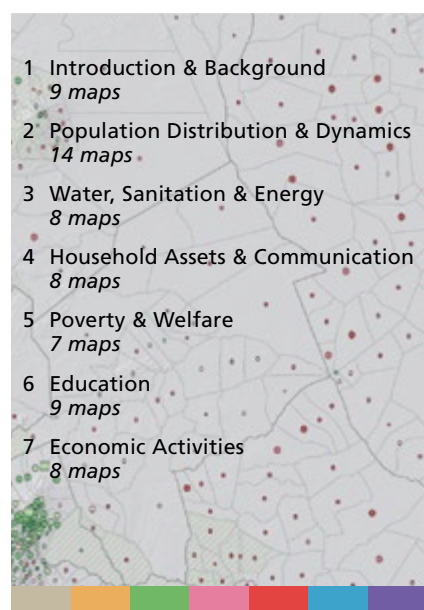 1 Introduction & Background
9 maps
2 Population Distribution & Dynamics
14 maps
3 Water, Sanitation & Energy
8 maps
4 Household Assets & Communication
8 maps
5 Poverty & Welfare
7 maps
6 Education
9 maps
7 Economic Activities
8 maps